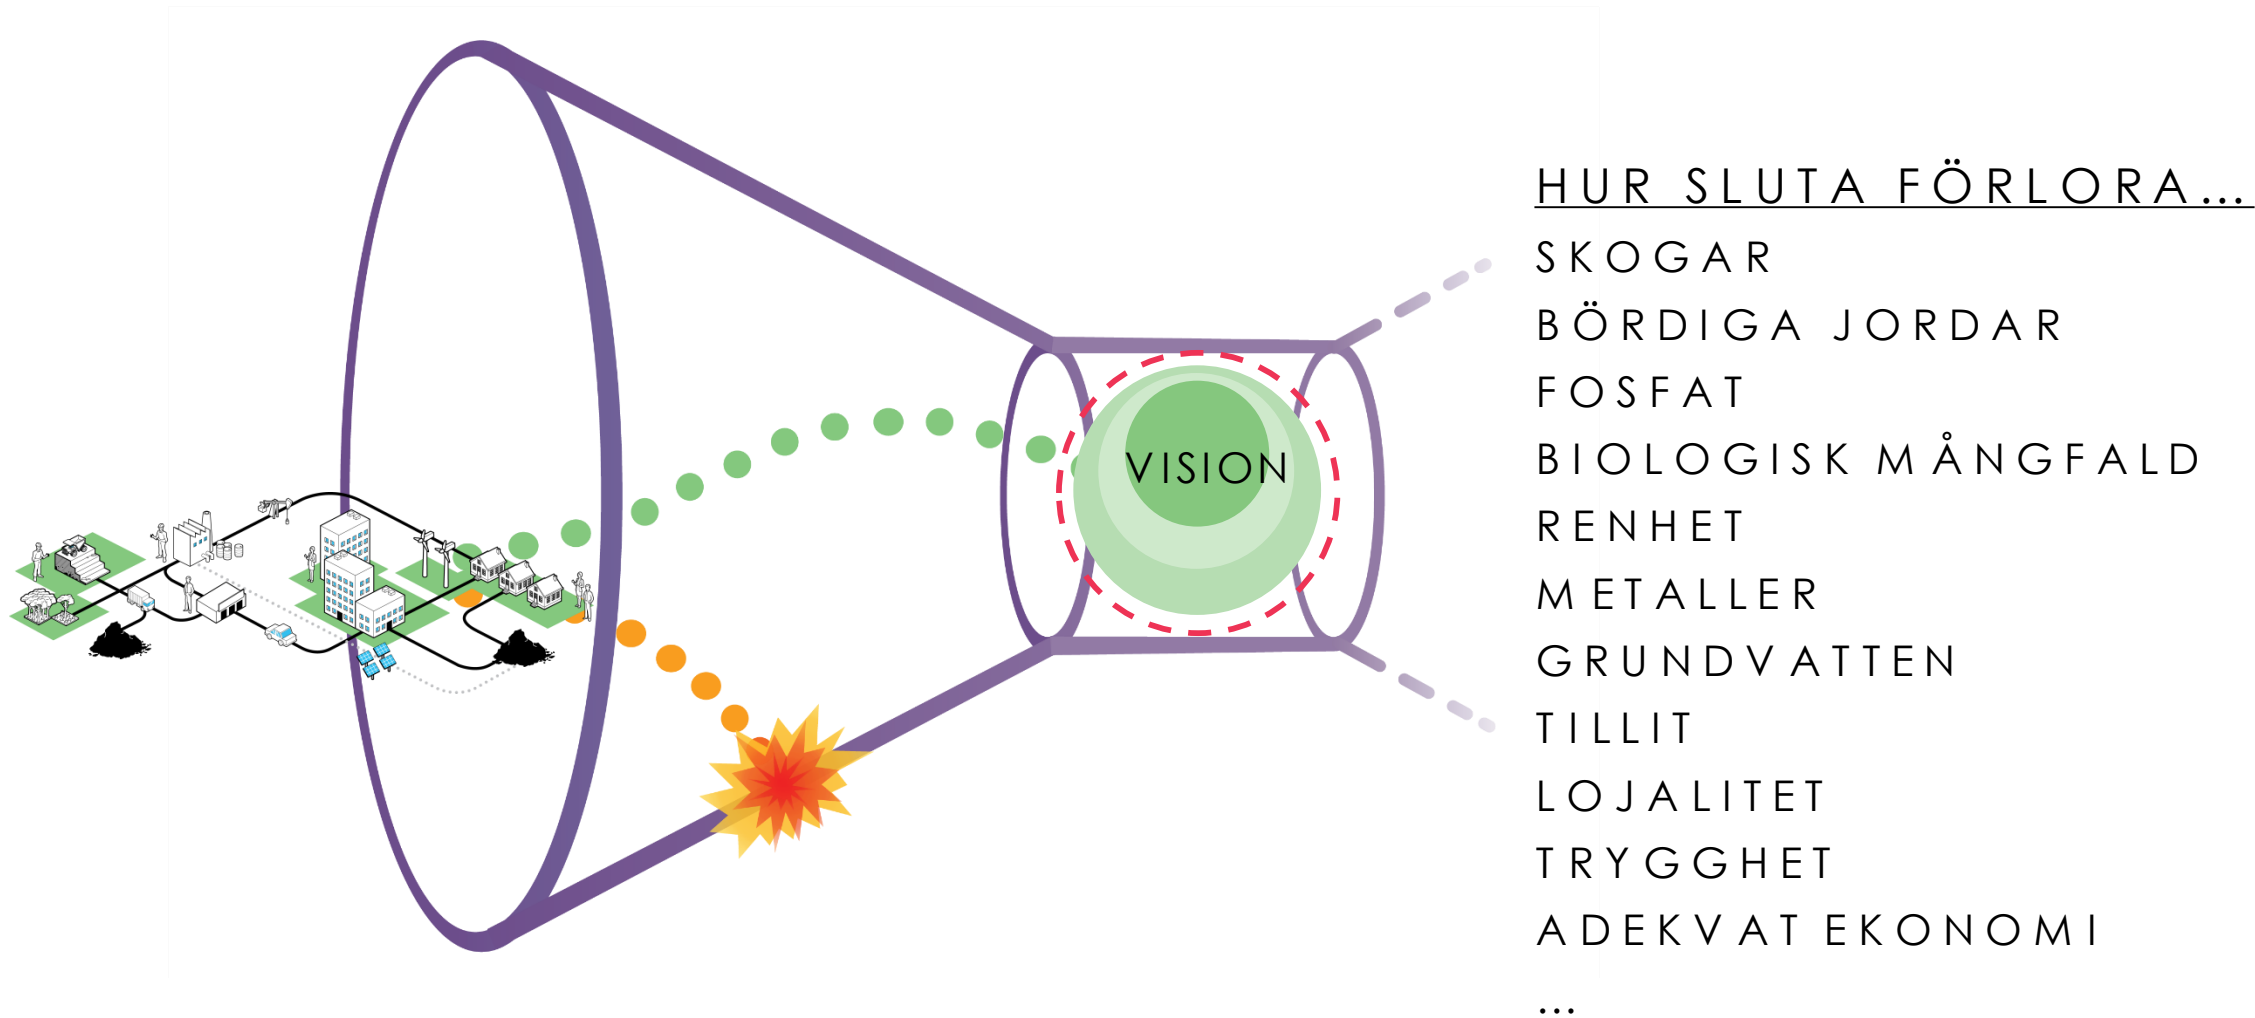 VISION
HUR SLUTA FÖRLORA...
SKOGAR
BÖRDIGA JORDAR
FOSFAT
BIOLOGISK MÅNGFALD
RENHET
METALLER
GRUNDVATTEN
TILLIT
LOJALITET
TRYGGHET
ADEKVAT EKONOMI
...